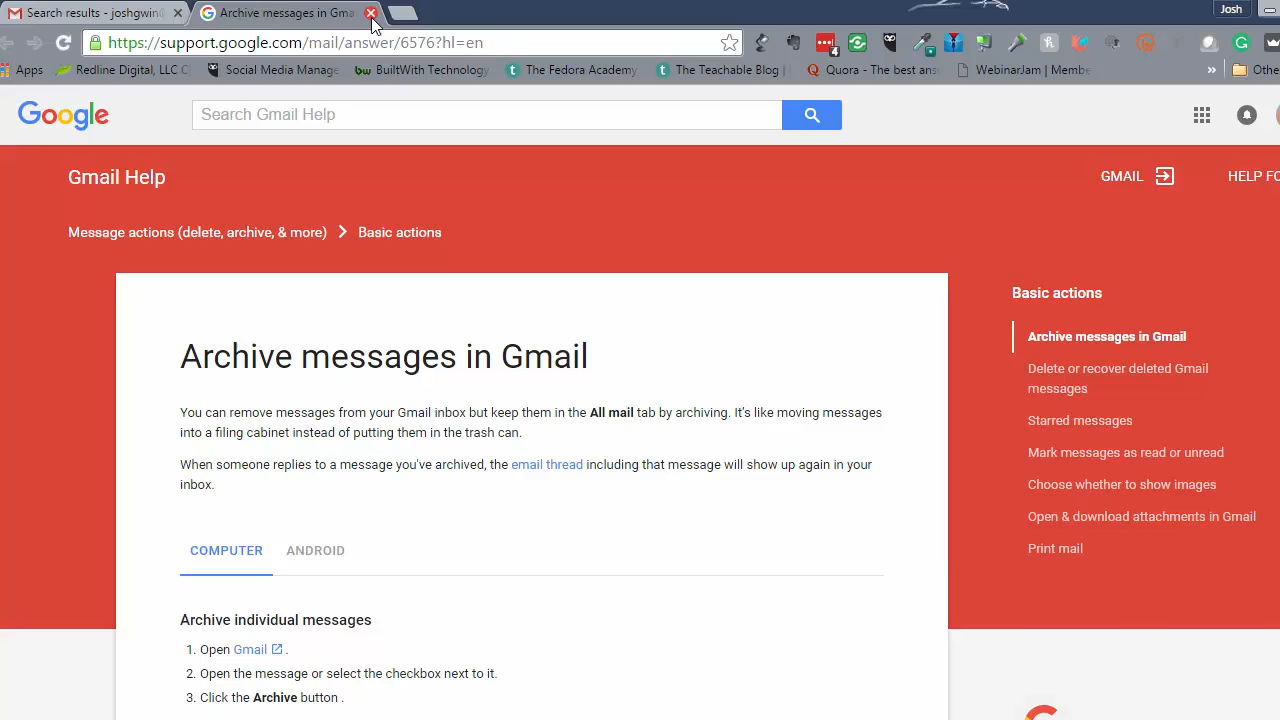 Search results - joshgwin@
Archive messages in Gma
Josh
https://support.google.com/mail/answer/6576?hl=en
4
Apps
Redline Digital, LLC C
Social Media Manage
bw BuiltWith Technology
t The Fedora Academy
t The Teachable Blog |
Quora - The best ans
WebinarJam | Membe
»
Othe
Google
Search Gmail Help
Gmail Help
GMAIL
HELP FO
Message actions (delete, archive, & more)
Basic actions
Basic actions
Archive messages in Gmail
Delete or recover deleted Gmail
messages
Starred messages
Mark messages as read or unread
Choose whether to show images
Open & download attachments in Gmail
Print mail
Archive messages in Gmail
You can remove messages from your Gmail inbox but keep them in the All mail tab by archiving. It's like moving messages
into a filing cabinet instead of putting them in the trash can.
When someone replies to a message you've archived, the email thread including that message will show up again in your
inbox.
COMPUTER
ANDROID
Archive individual messages
1. Open Gmail .
2. Open the message or select the checkbox next to it.
3. Click the Archive button .